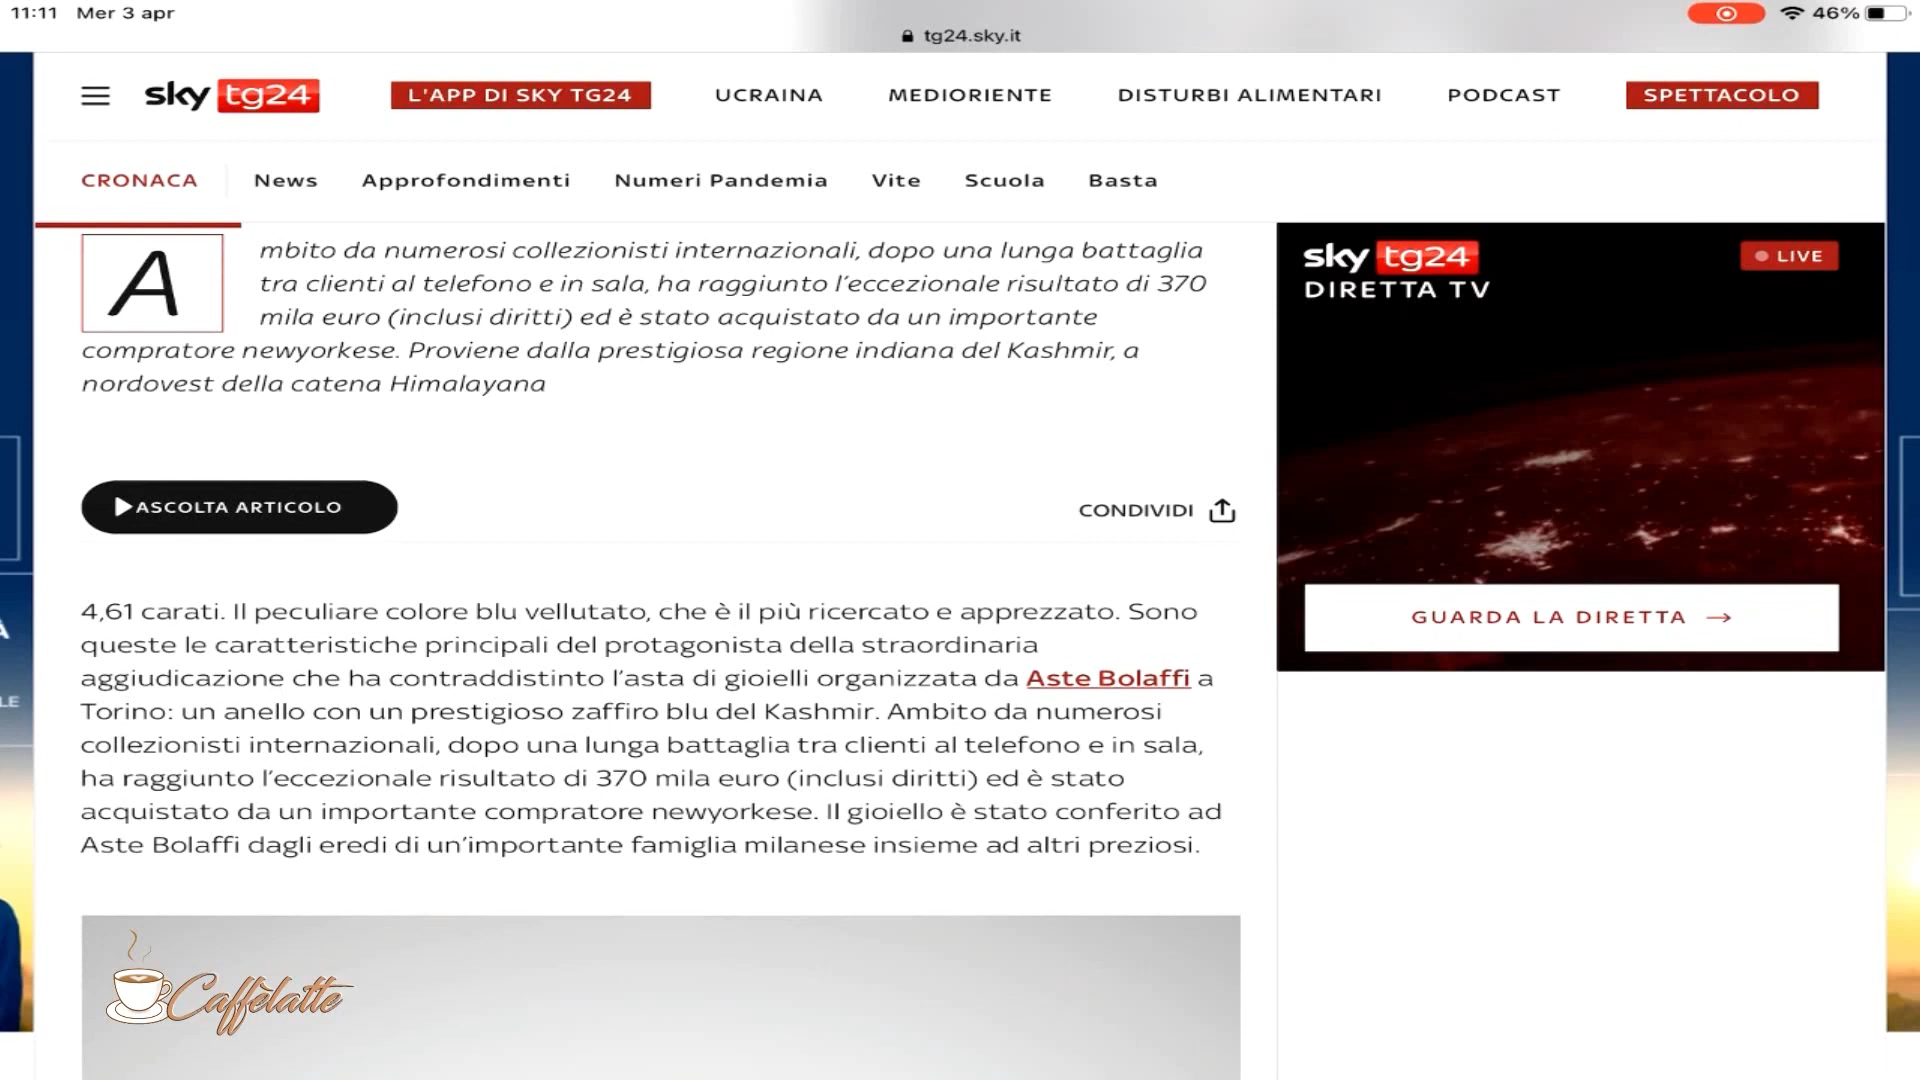 11:11 Mer 3 apr
46%
tg24.sky.it
sky tg24
L'APP DI SKY TG24
UCRAINA
MEDIORIENTE
DISTURBI ALIMENTARI
PODCAST
SPETTACOLO
CRONACA
News
Approfondimenti
Numeri Pandemia
Vite
Scuola
Basta
Ambito da numerosi collezionisti internazionali, dopo una lunga battaglia
tra clienti al telefono e in sala, ha raggiunto l'eccezionale risultato di 370
mila euro (inclusi diritti) ed è stato acquistato da un importante
compratore newyorkese. Proviene dalla prestigiosa regione indiana del Kashmir, a
nordovest della catena Himalayana
ASCOLTA ARTICOLO
CONDIVIDI
4,61 carati. Il peculiare colore blu vellutato, che è il più ricercato e apprezzato. Sono
queste le caratteristiche principali del protagonista della straordinaria
aggiudicazione che ha contraddistinto l'asta di gioielli organizzata da Aste Bolaffi a
Torino: un anello con un prestigioso zaffiro blu del Kashmir. Ambito da numerosi
collezionisti internazionali, dopo una lunga battaglia tra clienti al telefono e in sala,
ha raggiunto l'eccezionale risultato di 370 mila euro (inclusi diritti) ed è stato
acquistato da un importante compratore newyorkese. Il gioiello è stato conferito ad
Aste Bolaffi dagli eredi di un'importante famiglia milanese insieme ad altri preziosi.
Caffèlatte
sky tg24
DIRETTA TV
LIVE
GUARDA LA DIRETTA →
À
LE